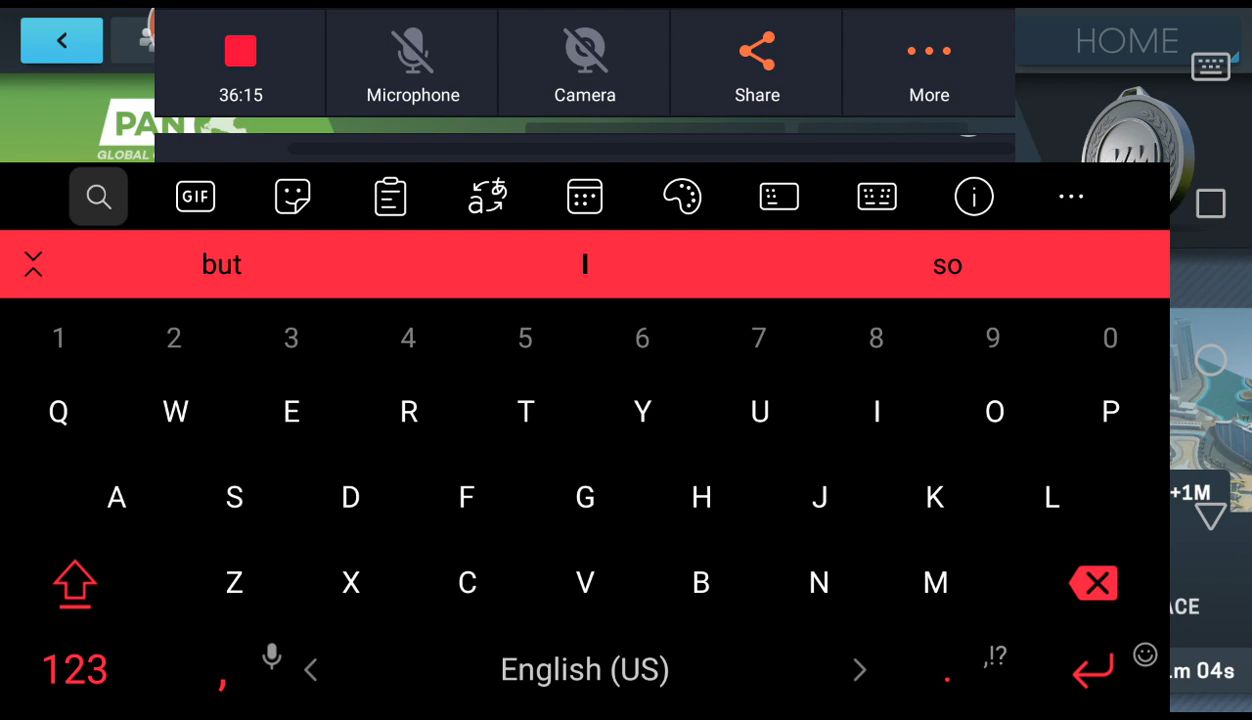 HOME
36:15
Microphone
Camera
Share
More
PAN
GLOBAL
GIF
but
I
so
1 2 3 4 5 6 7 8 9 0
Q W E R T Y U I O P
A S D F G H J K L
+1M
Z X C V B N M
ACE
123 , < English (US) > . ,!?
.m 04s